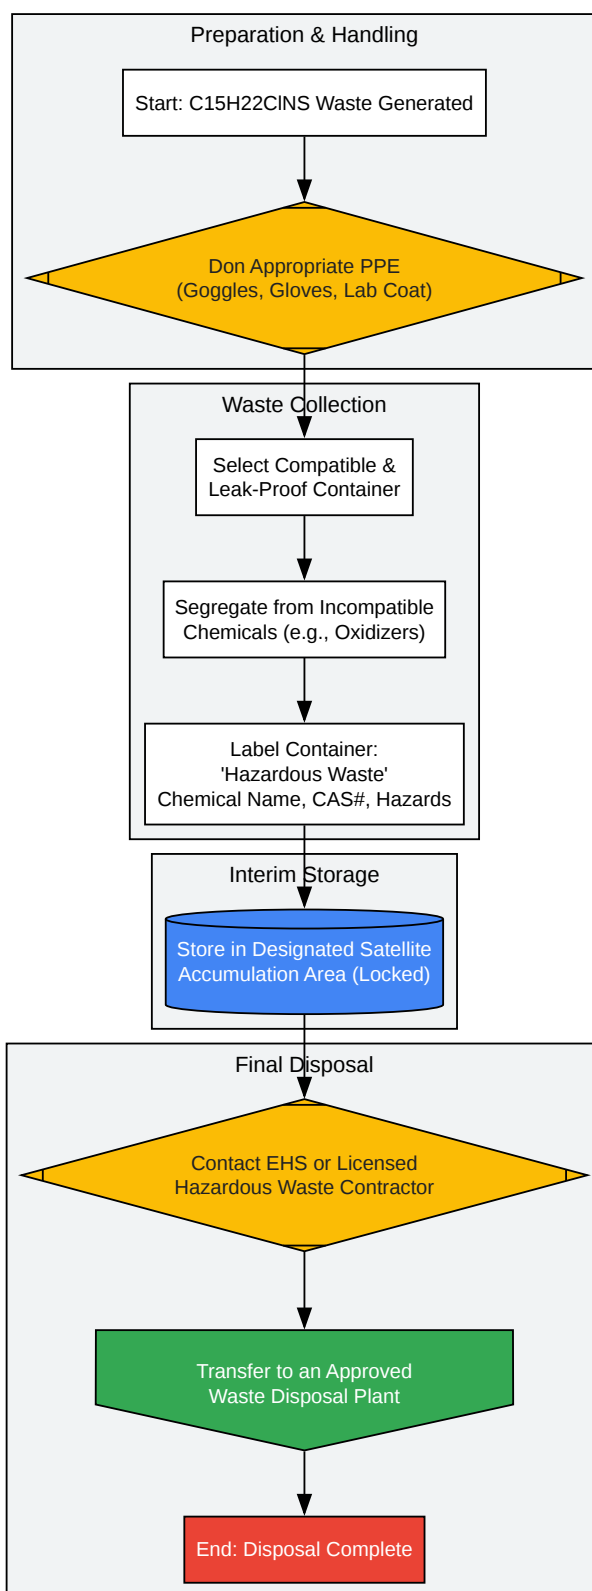 Preparation & Handling
Start: C15H22ClNS Waste Generated
Don Appropriate PPE
(Goggles, Gloves, Lab Coat)
Waste Collection
Select Compatible &
Leak-Proof Container
Segregate from Incompatible
Chemicals (e.g., Oxidizers)
Label Container:
'Hazardous Waste'
Chemical Name, CAS#, Hazards
Interim Storage
Store in Designated Satellite
Accumulation Area (Locked)
Final Disposal
Contact EHS or Licensed
Hazardous Waste Contractor
Transfer to an Approved
Waste Disposal Plant
End: Disposal Complete